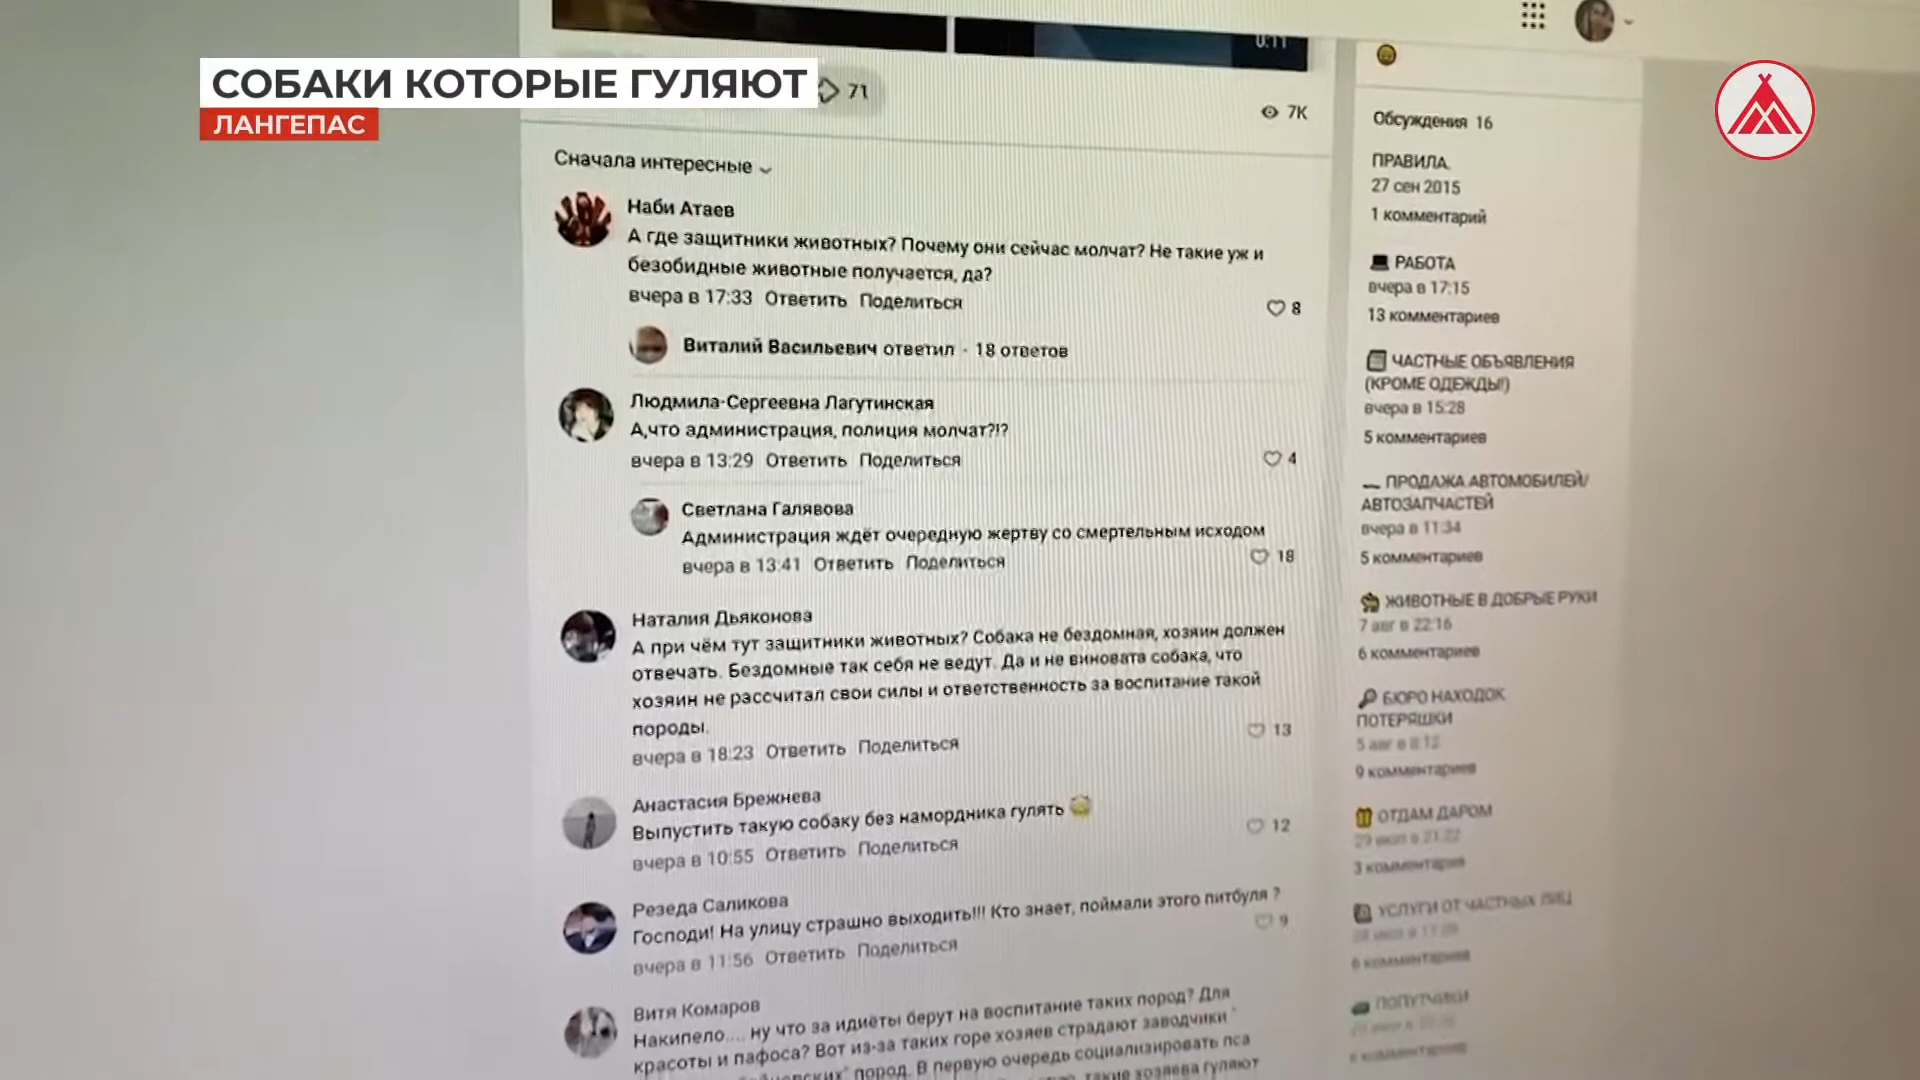 СОБАКИ КОТОРЫЕ ГУЛЯЮТ
ЛАНГЕПАС
71
0:11
7K
Сначала интересные
Наби Атаев
А где защитники животных? Почему они сейчас молчат? Не такие уж и
безобидные животные получается, да?
вчера в 17:33 Ответить Поделиться
8
Виталий Васильевич ответил · 18 ответов
Людмила-Сергеевна Лагутинская
А,что администрация, полиция молчат?!?
вчера в 13:29 Ответить Поделиться
4
Светлана Галявова
Администрация ждёт очередную жертву со смертельным исходом
вчера в 13:41 Ответить Поделиться
18
Наталия Дьяконова
А при чём тут защитники животных? Собака не бездомная, хозяин должен
отвечать. Бездомные так себя не ведут. Да и не виновата собака, что
хозяин не рассчитал свои силы и ответственность за воспитание такой
породы.
вчера в 18:23 Ответить Поделиться
13
Анастасия Брежнева
Выпустить такую собаку без намордника гулять
вчера в 10:55 Ответить Поделиться
12
Резеда Саликова
Господи! На улицу страшно выходить!!! Кто знает, поймали этого питбуля ?
вчера в 11:56 Ответить Поделиться
9
Витя Комаров
Накипело.... ну что за идиёты берут на воспитание таких пород? Для
красоты и пафоса? Вот из-за таких горе хозяев страдают заводчики "
пород. В первую очередь социализировать пса
такие хозяева гуляют
Обсуждения 16
ПРАВИЛА.
27 сен 2015
1 комментарий
РАБОТА
вчера в 17:15
13 комментариев
ЧАСТНЫЕ ОБЪЯВЛЕНИЯ
(КРОМЕ ОДЕЖДЫ!)
вчера в 15:28
5 комментариев
ПРОДАЖА АВТОМОБИЛЕЙ/
АВТОЗАПЧАСТЕЙ
вчера в 11:34
5 комментариев
ЖИВОТНЫЕ В ДОБРЫЕ РУКИ
7 авг в 22:16
6 комментариев
БЮРО НАХОДОК
ПОТЕРЯШКИ
5 авг в 8:12
9 комментариев
ОТДАМ ДАРОМ
29 июл в 21:22
3 комментария
УСЛУГИ ОТ ЧАСТНЫХ ЛИЦ
6 комментариев
ПОПУТЧИКИ